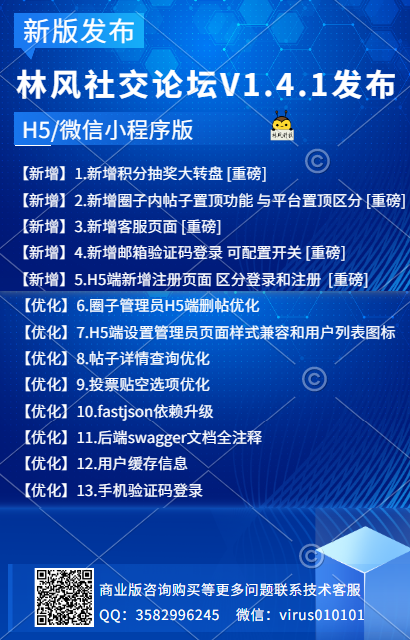 新版发布
林风社交论坛V1.4.1发布
H5/微信小程序版
林风科技
【新增】1.新增积分抽奖大转盘 [重磅]
【新增】2.新增圈子内帖子置顶功能 与平台置顶区分 [重磅]
【新增】3.新增客服页面 [重磅]
【新增】4.新增邮箱验证码登录 可配置开关 [重磅]
【新增】5.H5端新增注册页面 区分登录和注册 [重磅]
【优化】6.圈子管理员H5端删帖优化
【优化】7.H5端设置管理员页面样式兼容和用户列表图标
【优化】8.帖子详情查询优化
【优化】9.投票贴空选项优化
【优化】10.fastjson依赖升级
【优化】11.后端swagger文档全注释
【优化】12.用户缓存信息
【优化】13.手机验证码登录
商业版咨询购买等更多问题联系技术客服
QQ：3582996245 微信：virus010101